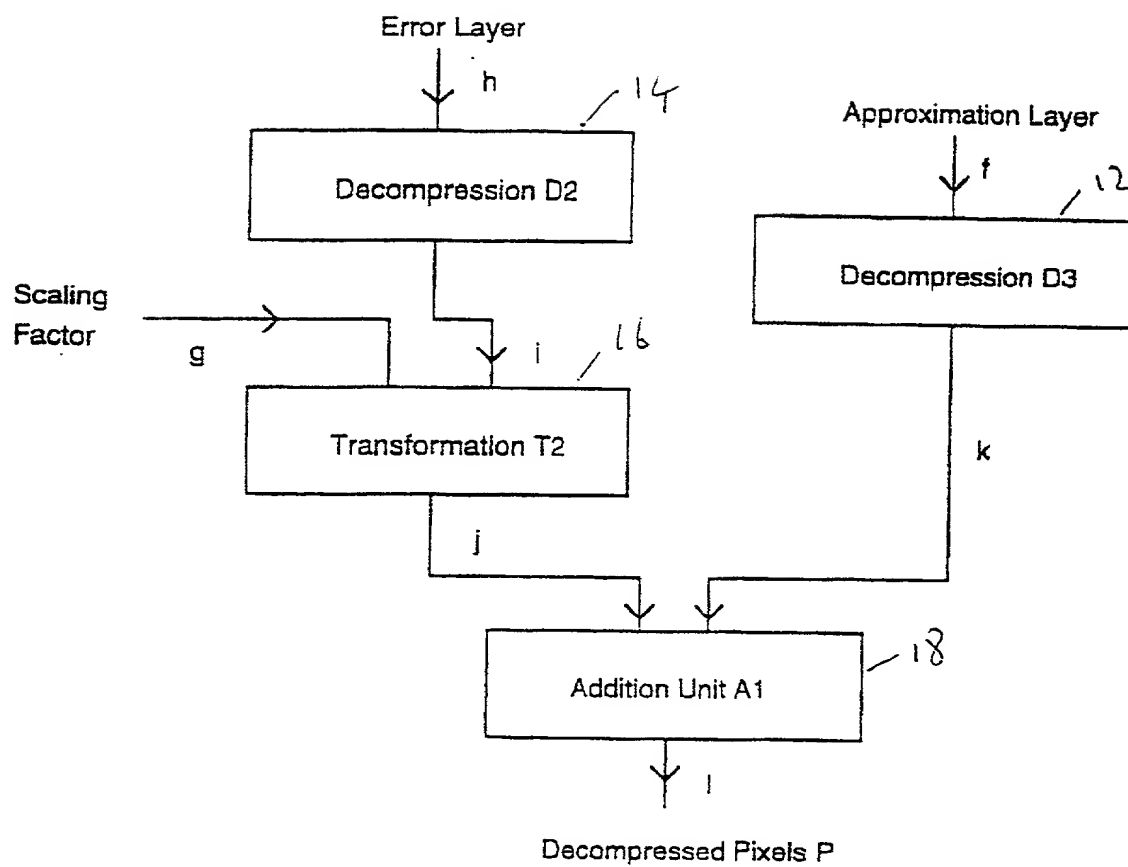 Error Layer
h
14
Approximation Layer
f
12
Decompression D2
Decompression D3
Scaling
Factor
g
i
16
Transformation T2
k
j
18
Addition Unit A1
l
Decompressed Pixels P